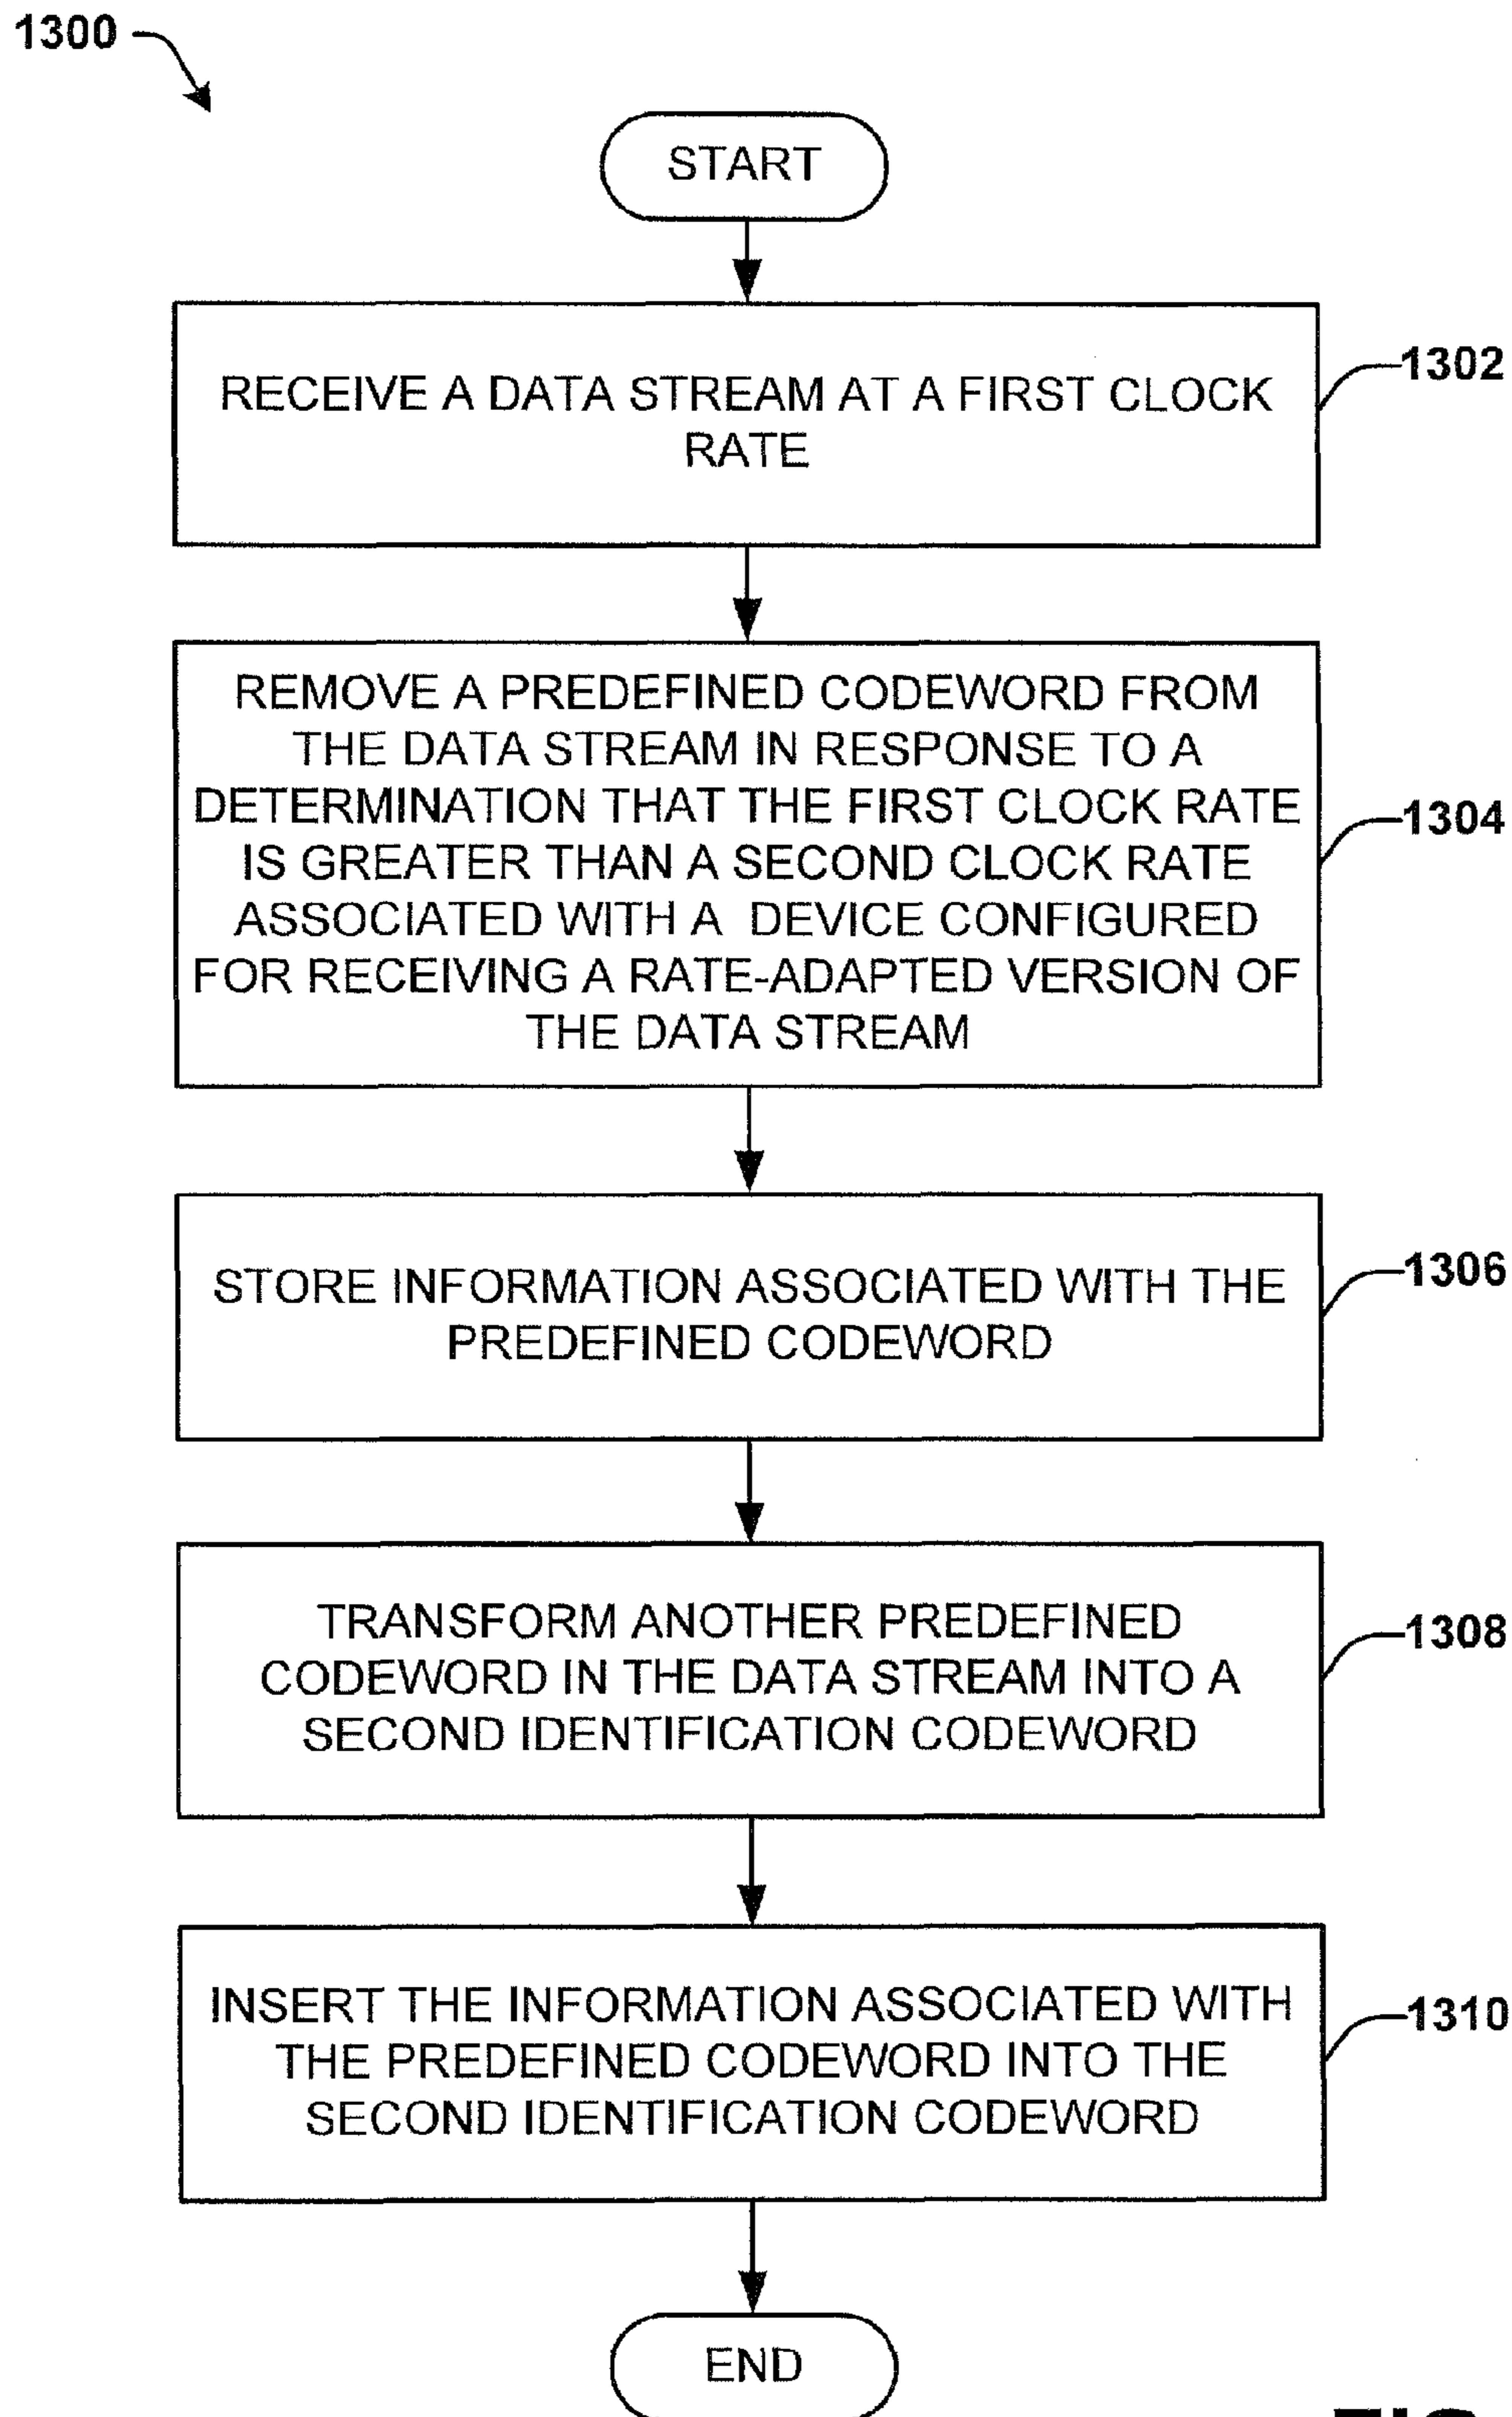 1300
START
RECEIVE A DATA STREAM AT A FIRST CLOCK
RATE
1302
REMOVE A PREDEFINED CODEWORD FROM
THE DATA STREAM IN RESPONSE TO A
DETERMINATION THAT THE FIRST CLOCK RATE
IS GREATER THAN A SECOND CLOCK RATE
ASSOCIATED WITH A DEVICE CONFIGURED
FOR RECEIVING A RATE-ADAPTED VERSION OF
THE DATA STREAM
1304
STORE INFORMATION ASSOCIATED WITH THE
PREDEFINED CODEWORD
1306
TRANSFORM ANOTHER PREDEFINED
CODEWORD IN THE DATA STREAM INTO A
SECOND IDENTIFICATION CODEWORD
1308
INSERT THE INFORMATION ASSOCIATED WITH
THE PREDEFINED CODEWORD INTO THE
SECOND IDENTIFICATION CODEWORD
1310
END